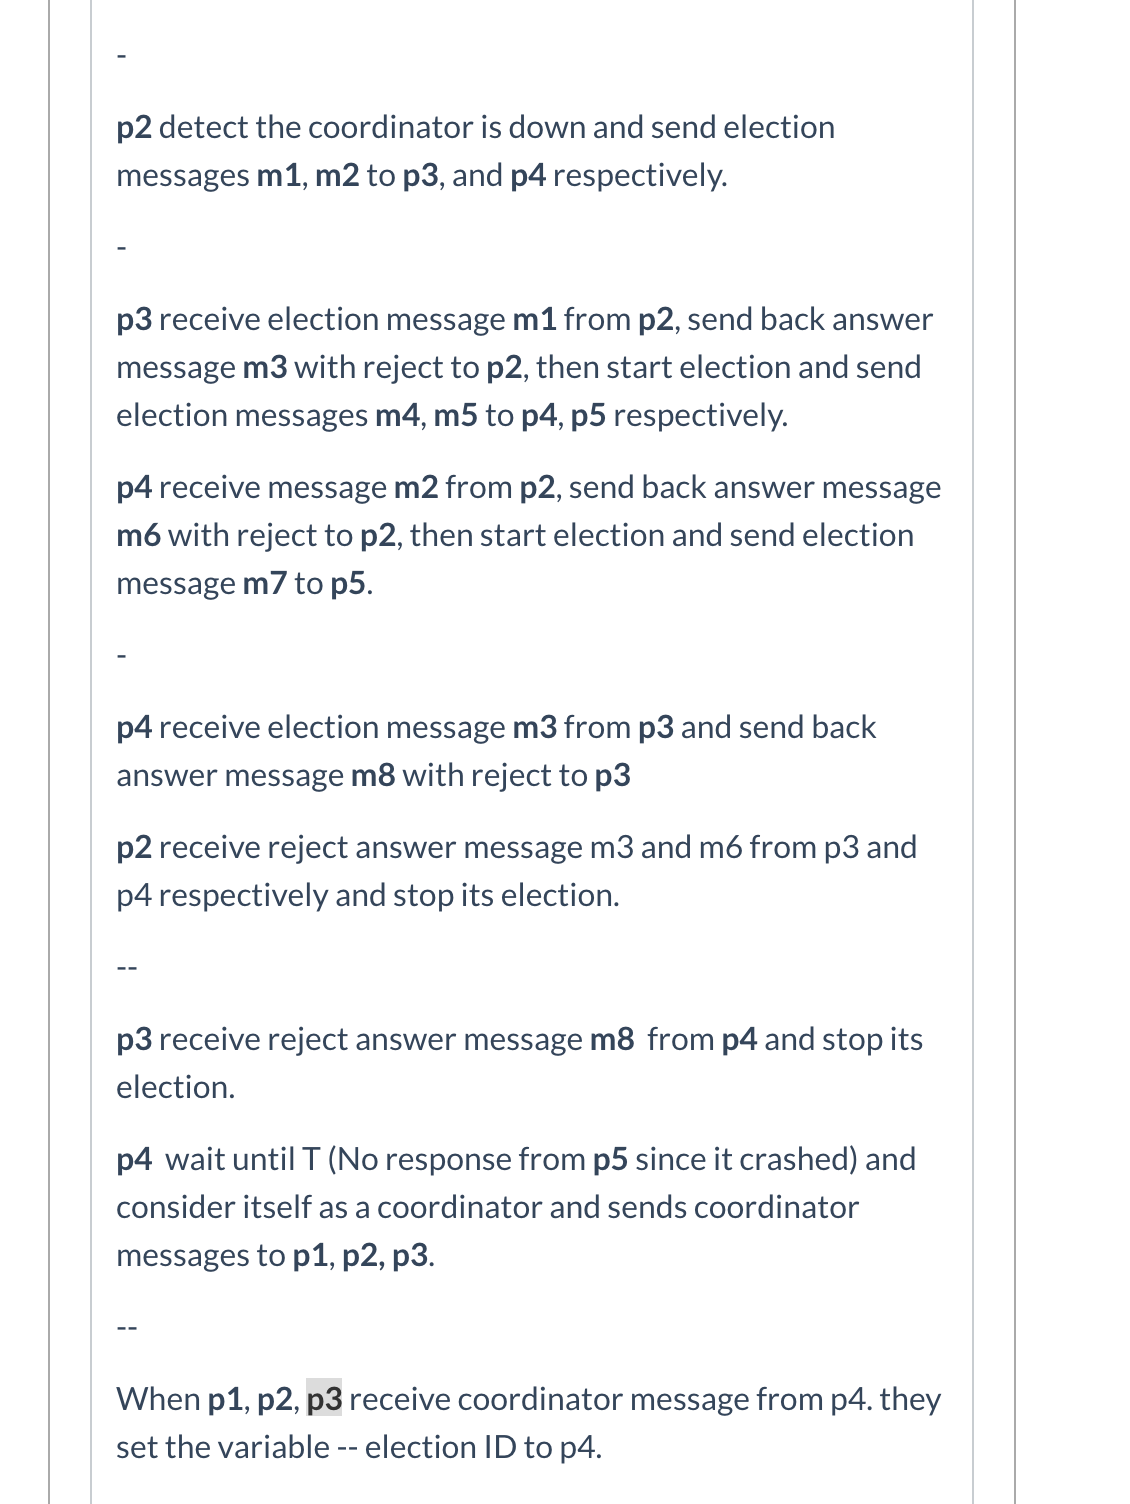 -
p2 detect the coordinator is down and send election
messages m1, m2 to p3, and p4 respectively.
-
p3 receive election message m1 from p2, send back answer
message m3 with reject to p2, then start election and send
election messages m4, m5 to p4, p5 respectively.
p4 receive message m2 from p2, send back answer message
m6 with reject to p2, then start election and send election
message m7 to p5.
-
p4 receive election message m3 from p3 and send back
answer message m8 with reject to p3
p2 receive reject answer message m3 and m6 from p3 and
p4 respectively and stop its election.
--
p3 receive reject answer message m8  from p4 and stop its
election.
p4  wait until T (No response from p5 since it crashed) and
consider itself as a coordinator and sends coordinator
messages to p1, p2, p3.
--
When p1, p2, p3 receive coordinator message from p4. they
set the variable -- election ID to p4.